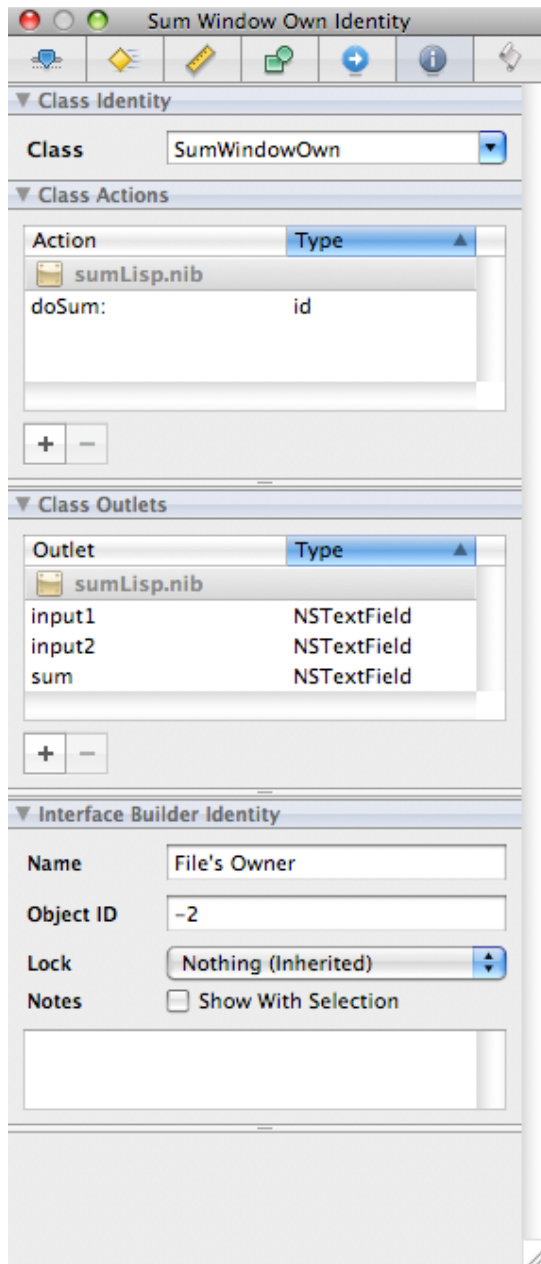 Sum Window Own Identity
Class Identity
Class SumWindowOwn
Class Actions
Action Type
sumLisp.nib
doSum: id
+ −
Class Outlets
Outlet Type
sumLisp.nib
input1 NSTextField
input2 NSTextField
sum NSTextField
+ −
Interface Builder Identity
Name File's Owner
Object ID -2
Lock Nothing (Inherited)
Notes Show With Selection